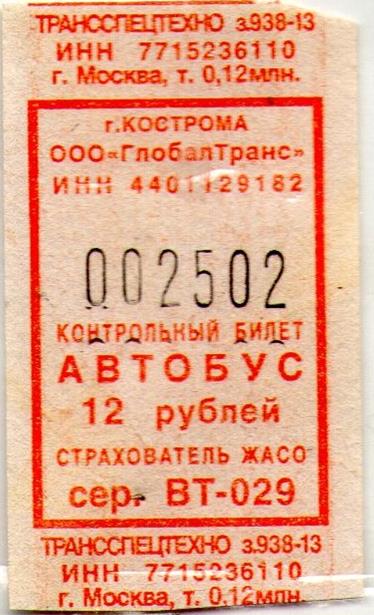 ТРАНССПЕЦТЕХНО з.938-13
ИНН 7715236110
г. Москва, т. 0,12млн.
г.КОСТРОМА
ООО«ГлобалТранс»
ИНН 4401129182
002502
КОНТРОЛЬНЫЙ БИЛЕТ
АВТОБУС
12 рублей
СТРАХОВАТЕЛЬ ЖАСО
сер. ВТ-029
ТРАНССПЕЦТЕХНО з.938-13
ИНН 7715236110
г. Москва, т. 0,12млн.